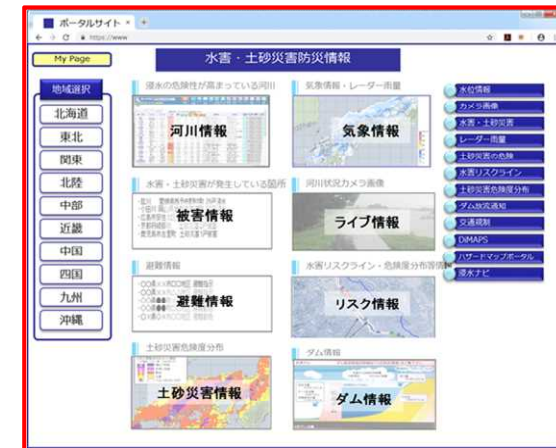 ポータルサイト
https://www
My Page
水害・土砂災害防災情報
地域選択
北海道
東北
関東
北陸
中部
近畿
中国
四国
九州
沖縄
浸水の危険性が高まっている河川
河川情報
気象情報・レーダー雨量
気象情報
水害・土砂災害が発生している箇所
被害情報
河川状況カメラ画像
ライブ情報
避難情報
避難情報
水害リスクライン・危険度分布等情報
リスク情報
土砂災害危険度分布
土砂災害情報
ダム情報
ダム情報
水位情報
カメラ画像
水害・土砂災害
レーダー雨量
土砂災害の危険
水害リスクライン
土砂災害危険度分布
ダム放流通知
交通規制
DiMAPS
ハザードマップポータル
浸水ナビ